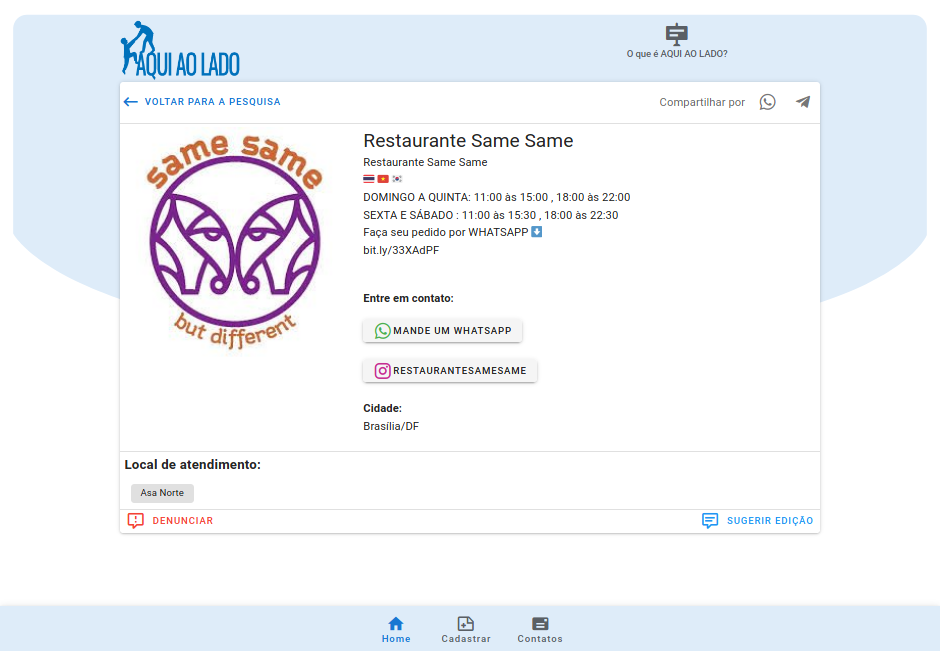 AQUI AO LADO
O que é AQUI AO LADO?
VOLTAR PARA A PESQUISA
Compartilhar por
same same
but different
Restaurante Same Same
Restaurante Same Same
🇹🇭 🇻🇳 🇰🇷
DOMINGO A QUINTA: 11:00 às 15:00 , 18:00 às 22:00
SEXTA E SÁBADO : 11:00 às 15:30 , 18:00 às 22:30
Faça seu pedido por WHATSAPP ⬇
bit.ly/33XAdPF
Entre em contato:
MANDE UM WHATSAPP
RESTAURANTESAMESAME
Cidade:
Brasília/DF
Local de atendimento:
Asa Norte
DENUNCIAR
SUGERIR EDIÇÃO
Home
Cadastrar
Contatos